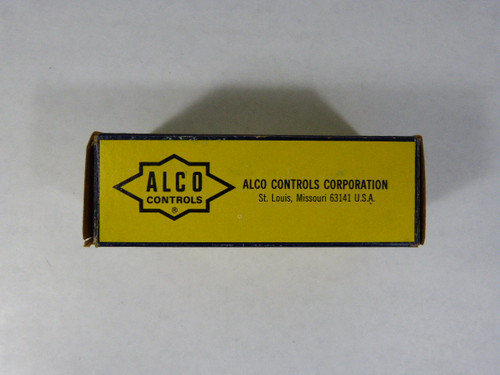 ALCO
CONTROLS
®
ALCO CONTROLS CORPORATION
St. Louis, Missouri 63141 U.S.A.